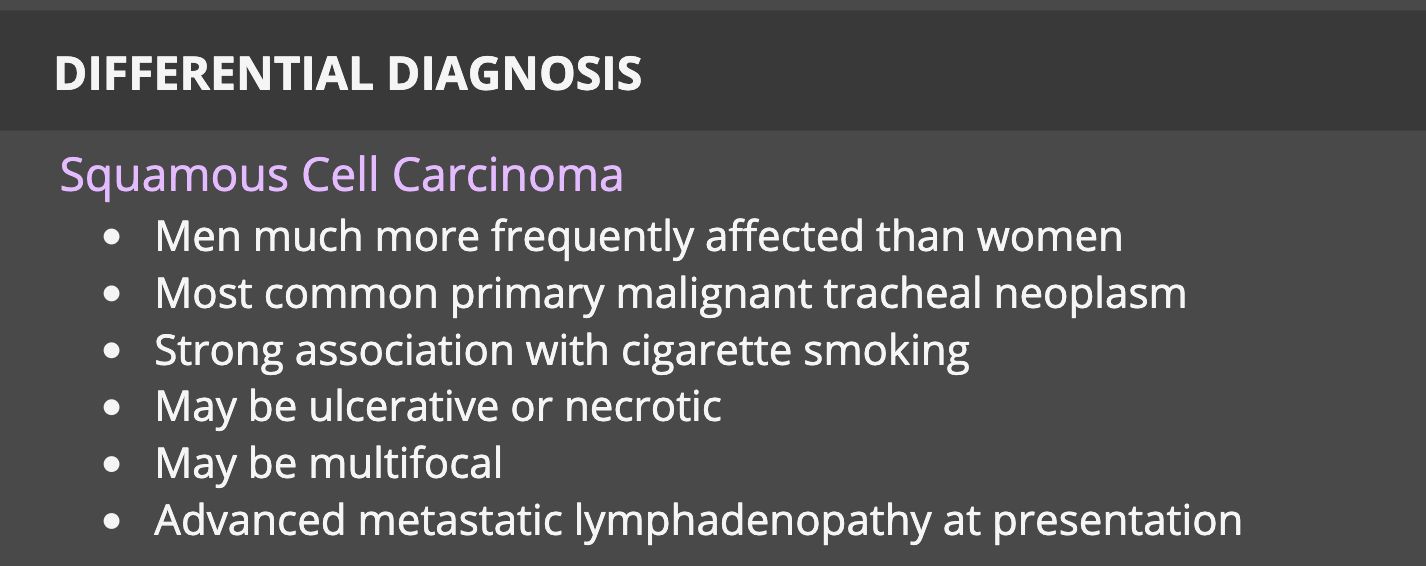 DIFFERENTIAL DIAGNOSIS
Squamous Cell Carcinoma
• Men much more frequently affected than women
• Most common primary malignant tracheal neoplasm
• Strong association with cigarette smoking
• May be ulcerative or necrotic
• May be multifocal
• Advanced metastatic lymphadenopathy at presentation